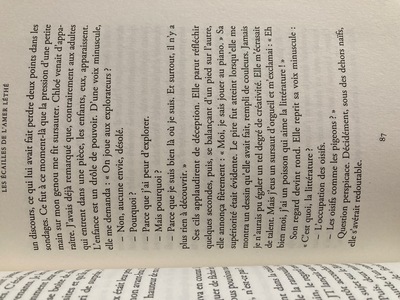 LES ÉCAILLES DE L'AMER LÉTHÉ
un discours, ce qui lui avait fait perdre deux points dans les
sondages. Ce fut à ce moment-là que la pression d'une petite
main sur mon genou me fit sursauter. Chloé venait d'appa-
raître. J'avais déjà remarqué que, contrairement aux adultes
qui entrent dans une pièce, les enfants, eux, apparaissent.
L'enfance est un drôle de pouvoir. D'une voix minuscule,
elle me demanda : « On joue aux explorateurs ?
– Non, aucune envie, désolé.
– Pourquoi ?
– Parce que j'ai peur d'explorer.
– Mais pourquoi ?
– Parce que je suis bien là où je suis. Et surtout, il n'y a
plus rien à découvrir. »
Ses cils applaudirent de déception. Elle parut réfléchir
quelques secondes, puis, se balançant d'un pied sur l'autre,
elle annonça fièrement : « Moi, je sais jouer au piano. » Sa
supériorité était évidente. Le pire fut atteint lorsqu'elle me
montra un dessin qu'elle avait fait, rempli de couleurs. Jamais
je n'aurais pu égaler un tel degré de créativité. Elle m'écrasait
de talent. Mais j'eus un sursaut d'orgueil et m'exclamai : « Eh
bien moi, j'ai un poisson qui aime la littérature ! »
Son regard devint rond. Elle reprit sa voix minuscule :
« C'est quoi, la littérature ?
– L'occupation des oisifs.
– Les oisifs comme les pigeons ? »
Question perspicace. Décidément, sous des dehors naïfs,
elle s'avérait redoutable.
87